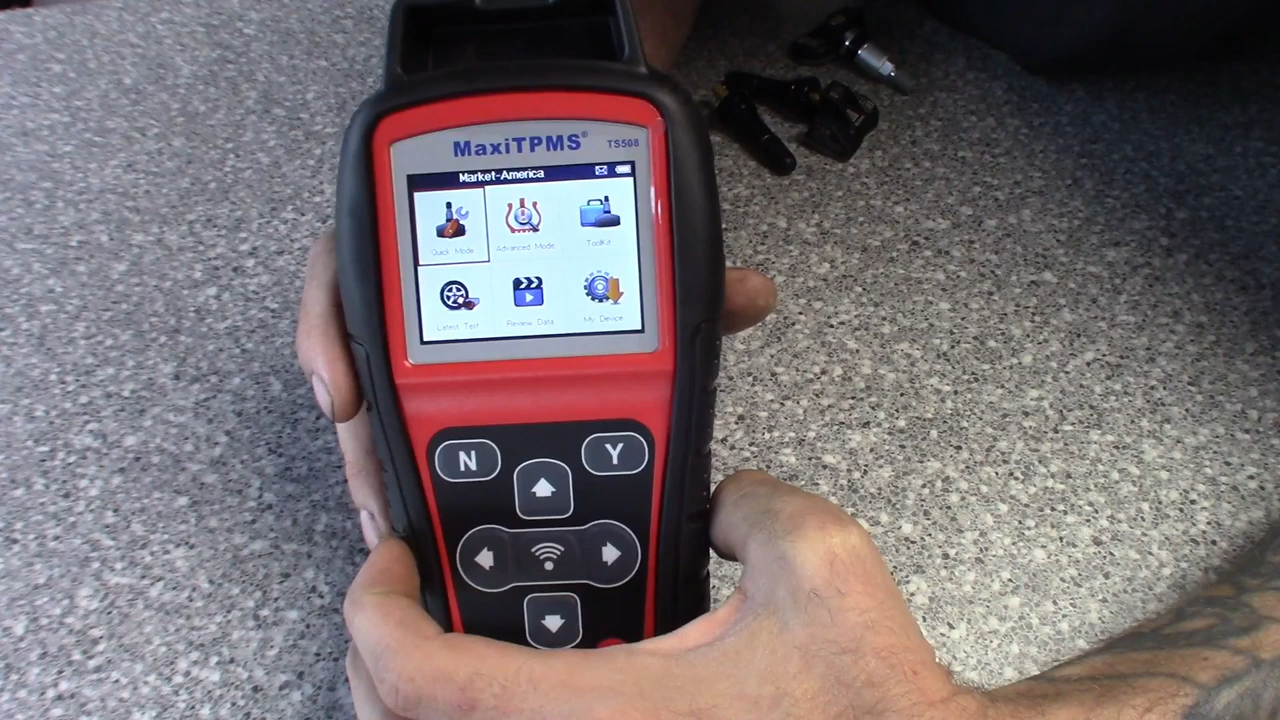 MaxiTPMS® TS508
Market-America
Quick Mode
Advanced Mode
ToolKit
Latest Test
Review Data
My Device
N
Y